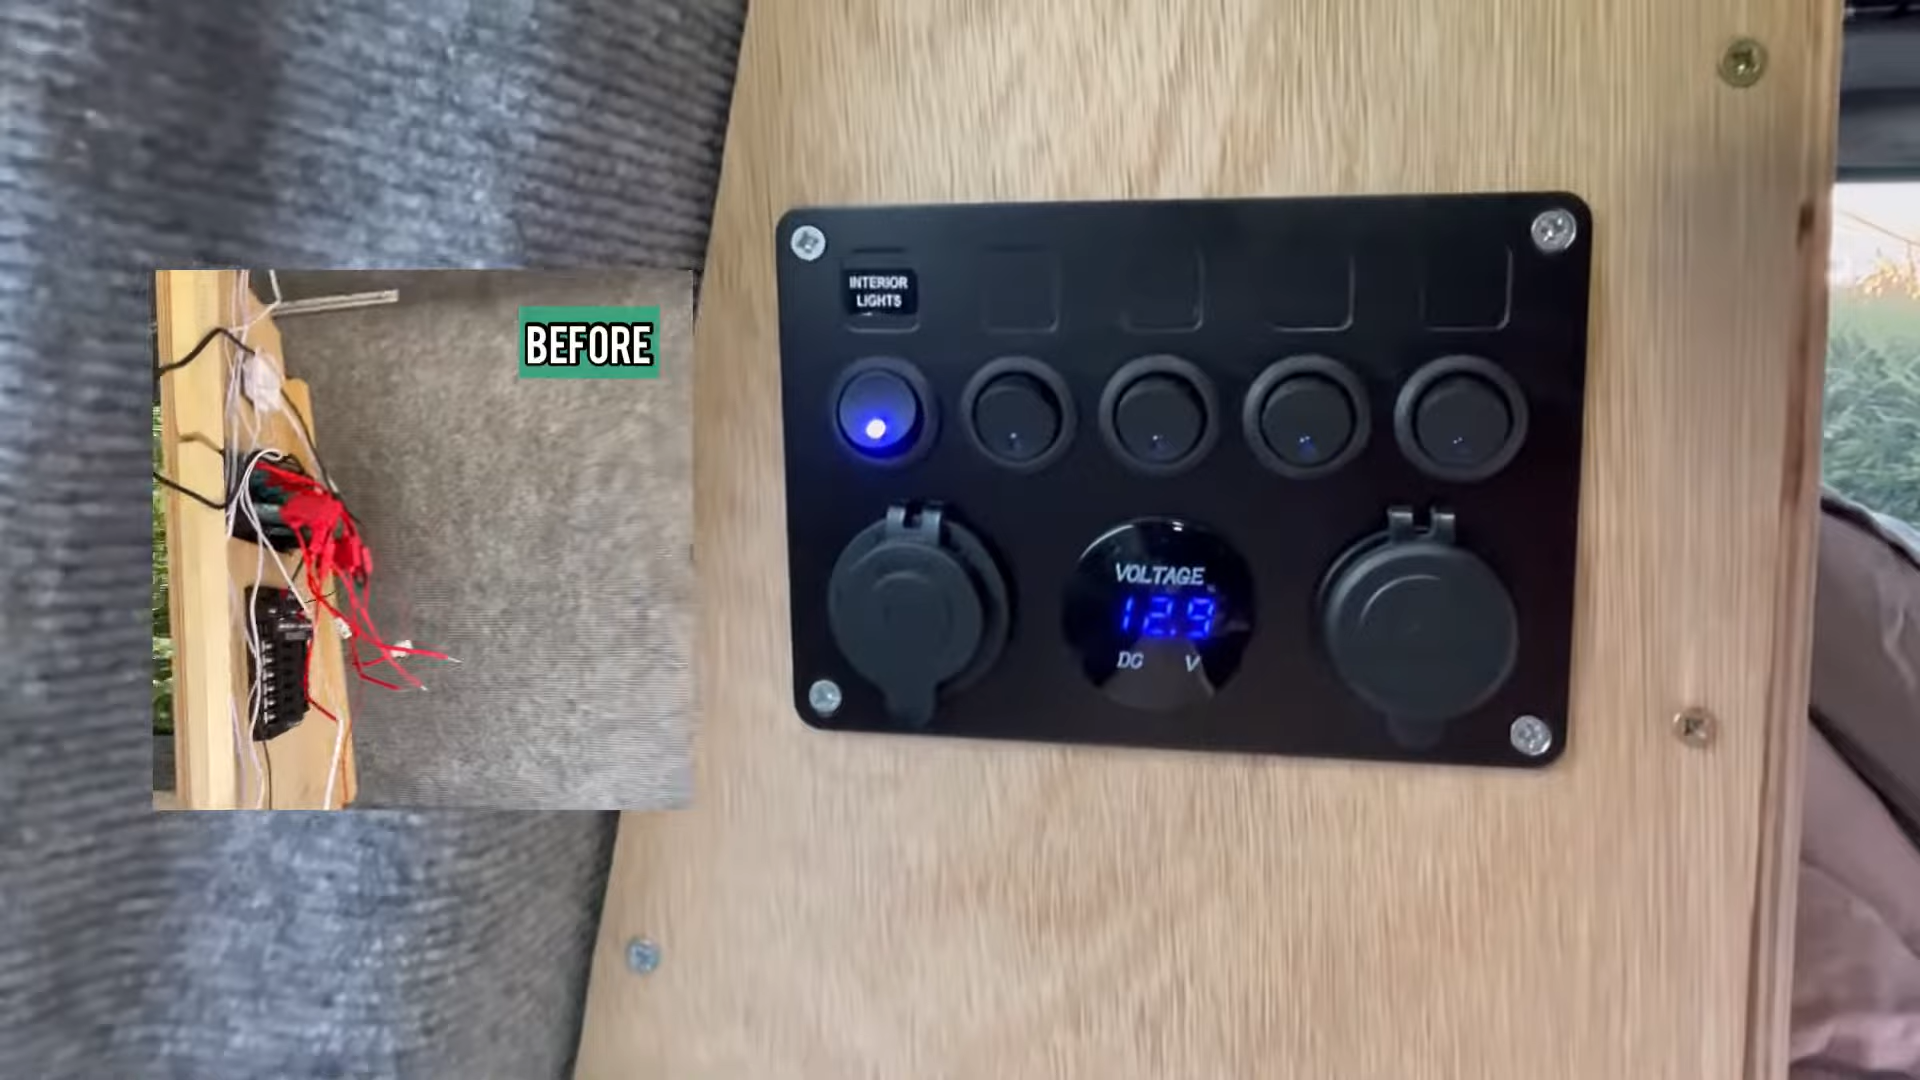 BEFORE
INTERIOR
LIGHTS
VOLTAGE
12.9
DC V